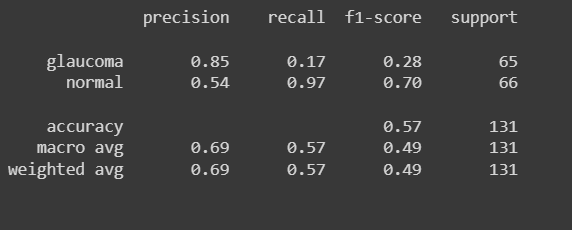 precision recall f1-score support
glaucoma 0.85 0.17 0.28 65
normal 0.54 0.97 0.70 66
accuracy 0.57 131
macro avg 0.69 0.57 0.49 131
weighted avg 0.69 0.57 0.49 131